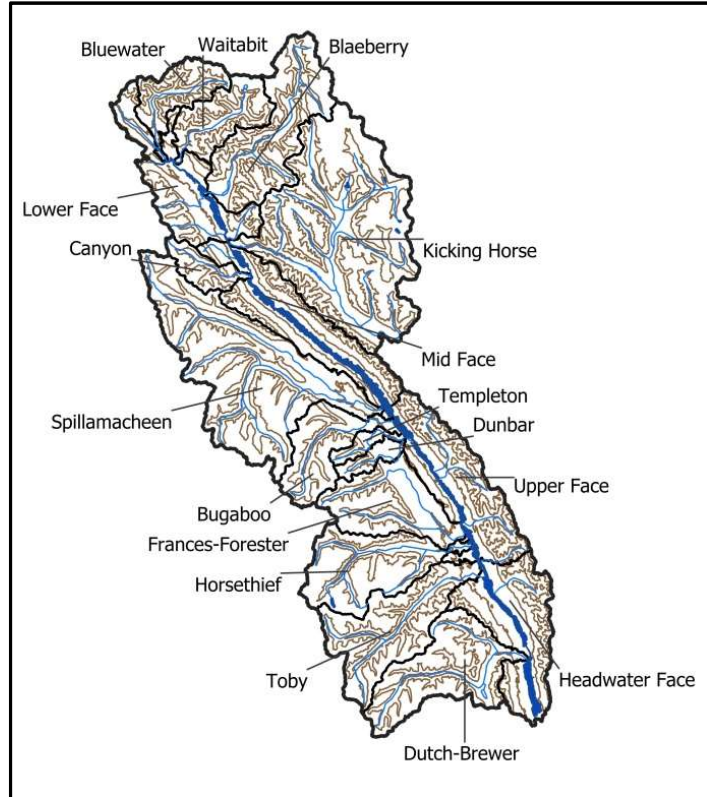 Bluewater
Waitabit
Blaeberry
Lower Face
Canyon
Kicking Horse
Mid Face
Templeton
Spillamacheen
Dunbar
Upper Face
Bugaboo
Frances-Forester
Horsethief
Toby
Headwater Face
Dutch-Brewer